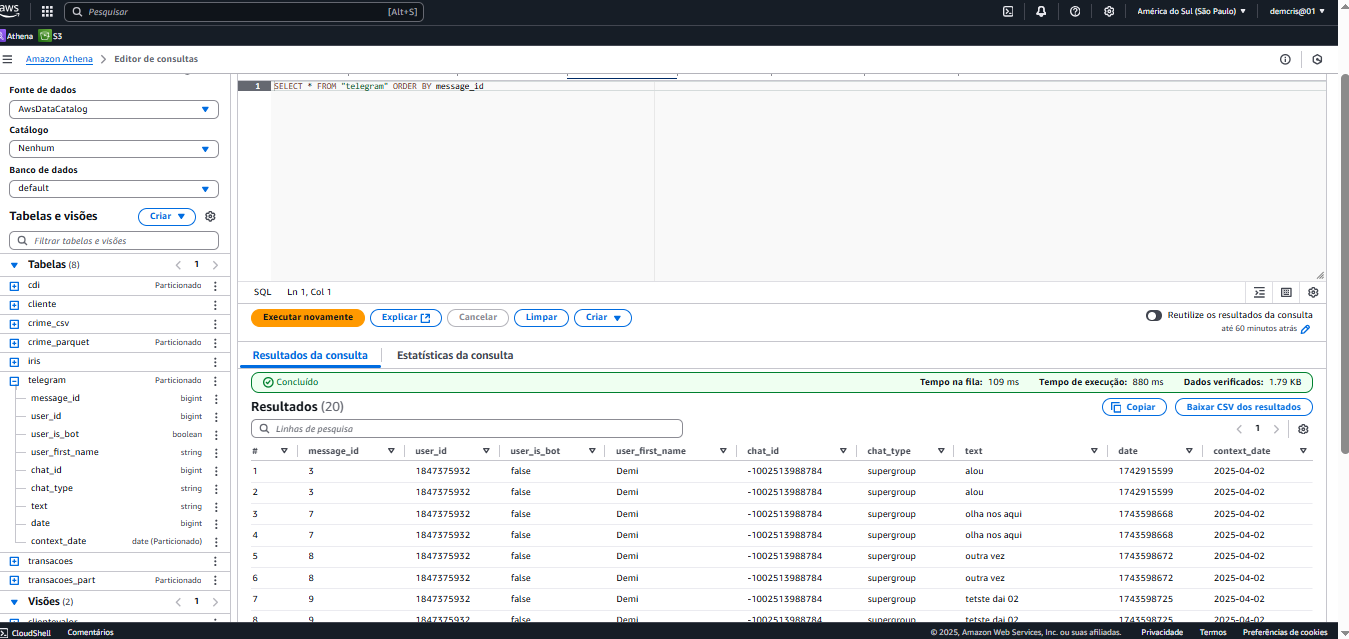 aws
Pesquisar [Alt+S] América do Sul (São Paulo) demcris@01
Athena S3
Amazon Athena Editor de consultas
Fonte de dados
AwsDataCatalog
Catálogo
Nenhum
Banco de dados
default
Tabelas e visões Criar
Filtrar tabelas e visões
Tabelas (8) 1
cdi Particionado
cliente
crime_csv
crime_parquet Particionado
iris
telegram Particionado
message_id bigint
user_id bigint
user_is_bot boolean
user_first_name string
chat_id bigint
chat_type string
text string
date bigint
context_date date (Particionado)
transacoes
transacoes_part Particionado
Visões (2) 1
1 SELECT * FROM "telegram" ORDER BY message_id
SQL Ln 1, Col 1
Executar novamente Explicar Cancelar Limpar Criar
Reutilize os resultados da consulta
até 60 minutos atrás
Resultados da consulta Estatísticas da consulta
Concluído Tempo na fila: 109 ms Tempo de execução: 880 ms Dados verificados: 1.79 KB
Resultados (20) Copiar Baixar CSV dos resultados
Linhas de pesquisa 1
# message_id user_id user_is_bot user_first_name chat_id chat_type text date context_date
1 3 1847375932 false Demi -1002513988784 supergroup alou 1742915599 2025-04-02
2 3 1847375932 false Demi -1002513988784 supergroup alou 1742915599 2025-04-02
3 7 1847375932 false Demi -1002513988784 supergroup olha nos aqui 1743598668 2025-04-02
4 7 1847375932 false Demi -1002513988784 supergroup olha nos aqui 1743598668 2025-04-02
5 8 1847375932 false Demi -1002513988784 supergroup outra vez 1743598672 2025-04-02
6 8 1847375932 false Demi -1002513988784 supergroup outra vez 1743598672 2025-04-02
7 9 1847375932 false Demi -1002513988784 supergroup tetste dai 02 1743598725 2025-04-02
8 9 1847375932 false Demi -1002513988784 supergroup tetste dai 02 1743598725 2025-04-02
CloudShell Comentários © 2025, Amazon Web Services, Inc. ou suas afiliadas. Privacidade Termos Preferências de cookies